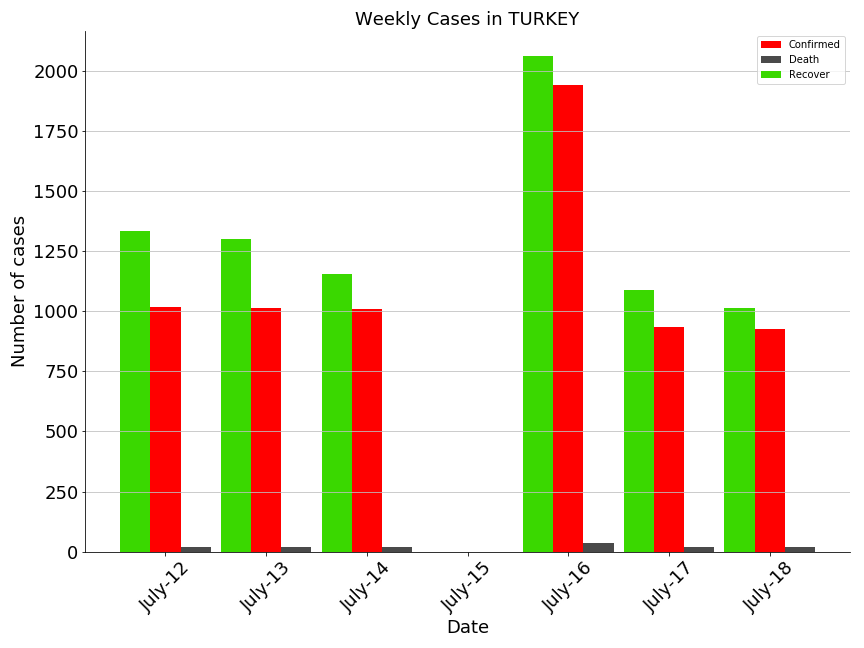 Weekly Cases in TURKEY
Confirmed
Death
Recover
Number of cases
2000
1750
1500
1250
1000
750
500
250
0
July-12
July-13
July-14
July-15
July-16
July-17
July-18
Date